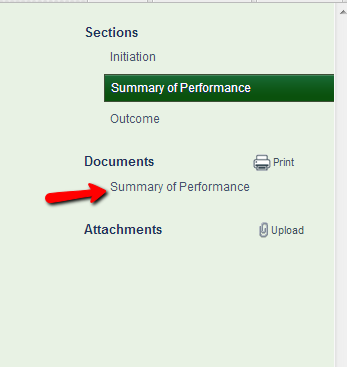 Sections
Initiation
Summary of Performance
Outcome
Documents Print
Summary of Performance
Attachments Upload